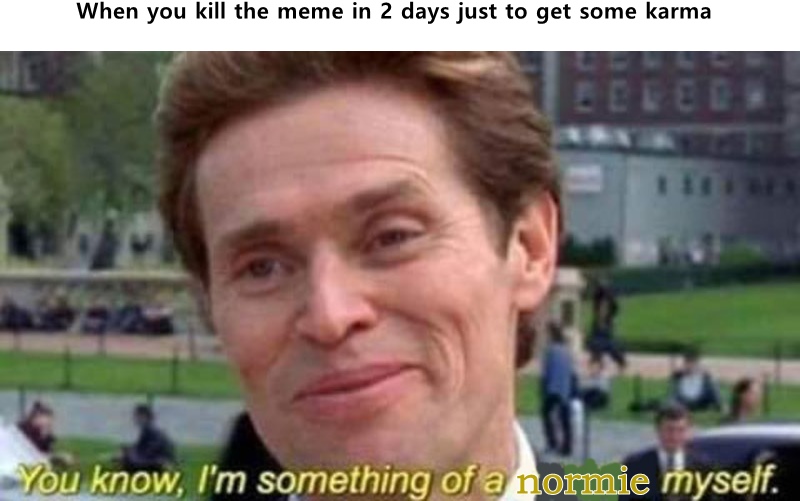 When you kill the meme in 2 days just to get some karma
You know, I'm something of a normie myself.